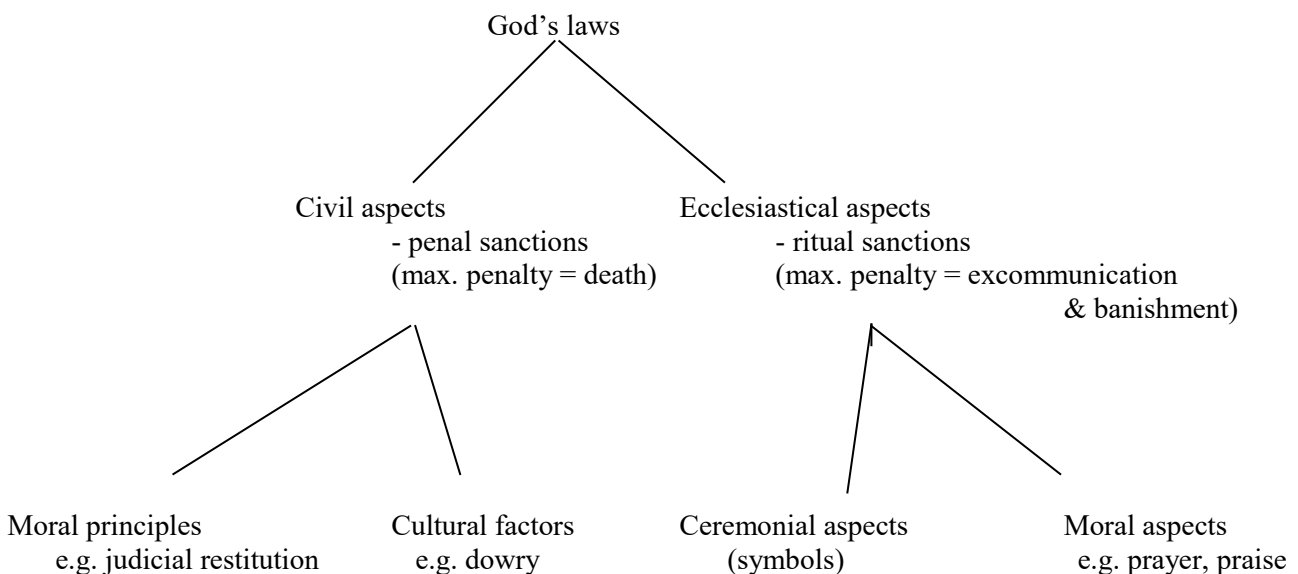 God’s laws
Civil aspects
- penal sanctions
(max. penalty = death)
Ecclesiastical aspects
- ritual sanctions
(max. penalty = excommunication
& banishment)
Moral principles
e.g. judicial restitution
Cultural factors
e.g. dowry
Ceremonial aspects
(symbols)
Moral aspects
e.g. prayer, praise